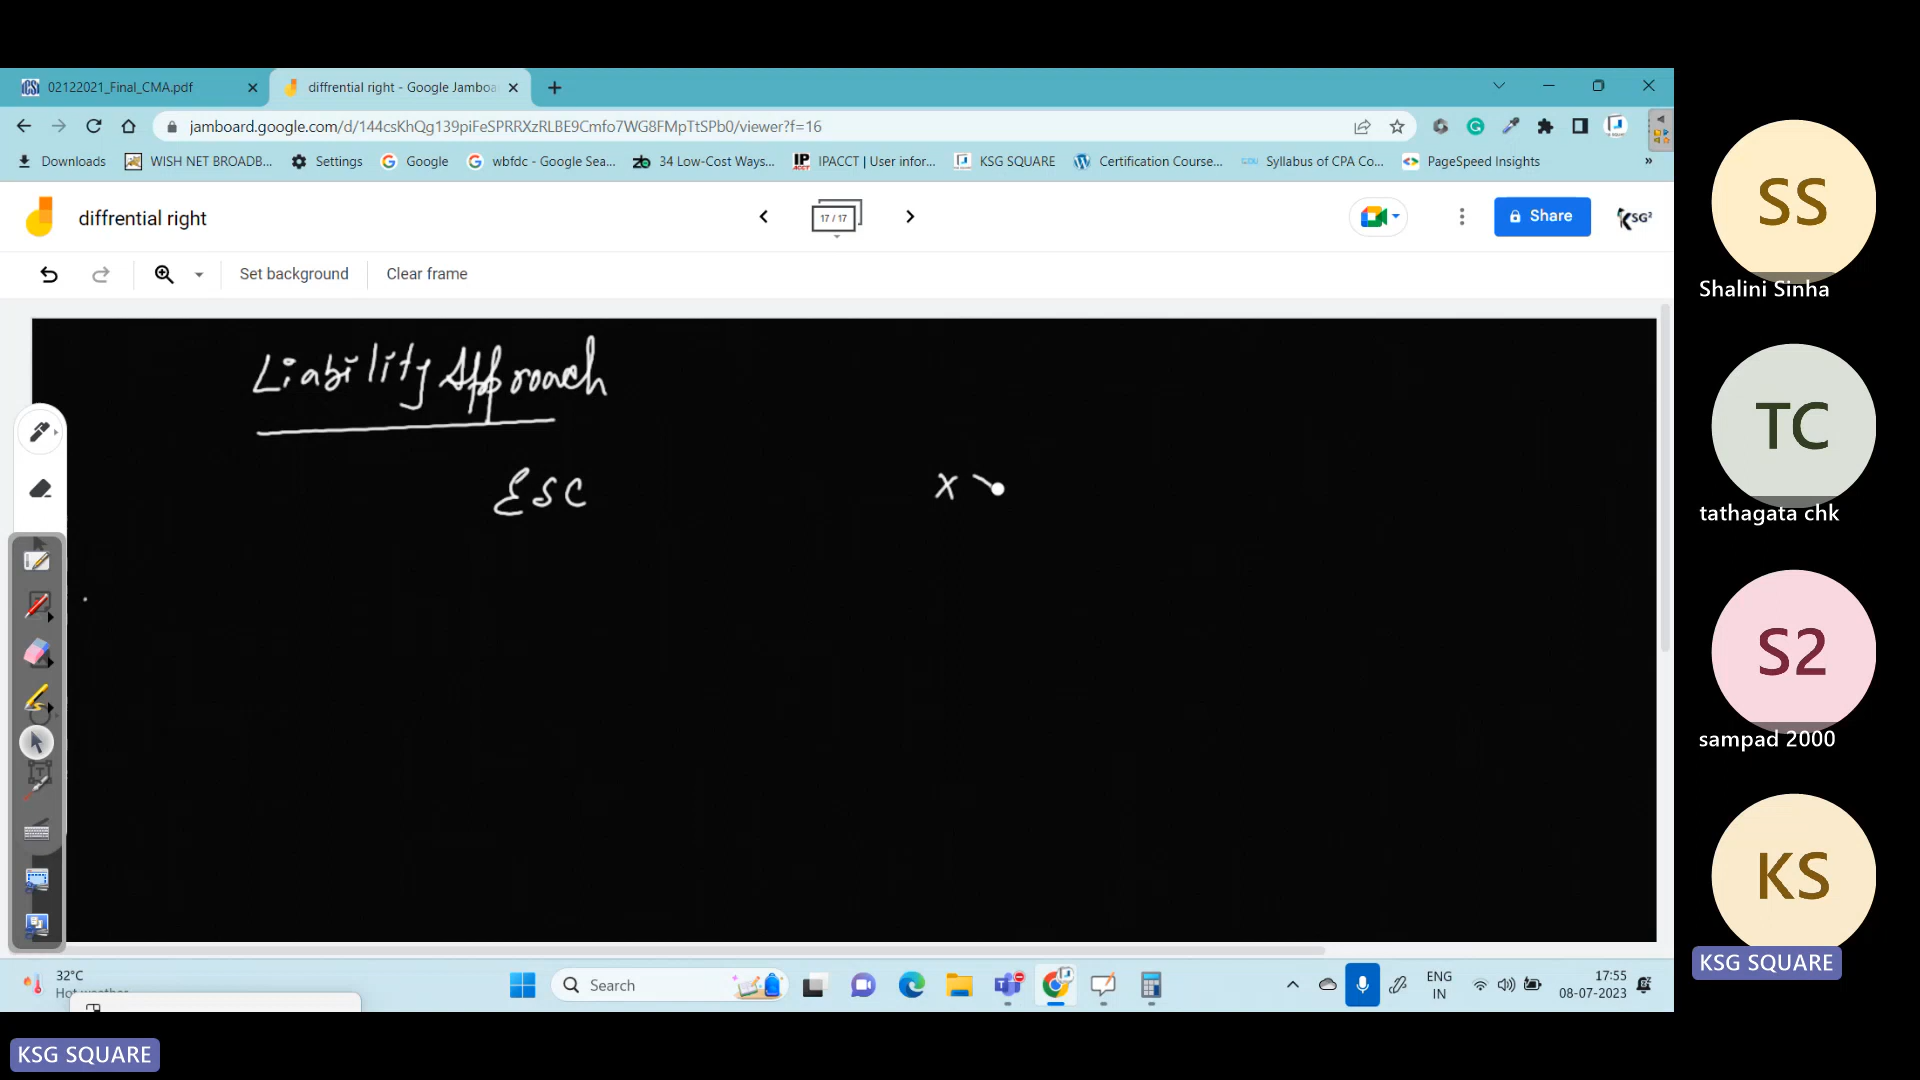 02122021_Final_CMA.pdf
diffrential right - Google Jamboa
jamboard.google.com/d/144csKhQg139piFeSPRRXzRLBE9Cmfo7WG8FMpTtSPb0/viewer?f=16
Downloads WISH NET BROADB... Settings Google wbfdc - Google Sea... 34 Low-Cost Ways... IPACCT | User infor... KSG SQUARE Certification Course... Syllabus of CPA Co... PageSpeed Insights »
diffrential right
17 / 17
Share
KSG²
Set background Clear frame
Liability Approach
ESC
X
SS
Shalini Sinha
TC
tathagata chk
S2
sampad 2000
KS
KSG SQUARE
32°C
Search
ENG
IN
17:55
08-07-2023
KSG SQUARE